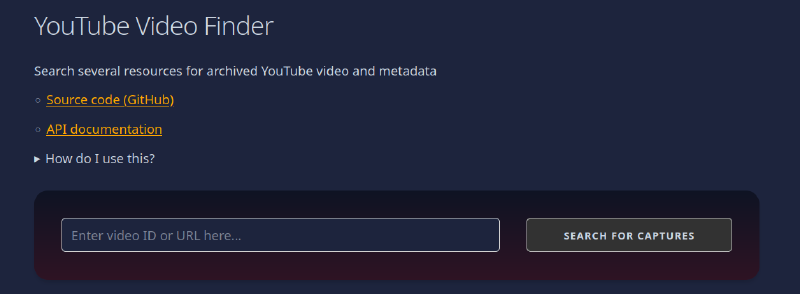 YouTube Video Finder
Search several resources for archived YouTube video and metadata
Source code (GitHub)
API documentation
How do I use this?
Enter video ID or URL here...
SEARCH FOR CAPTURES